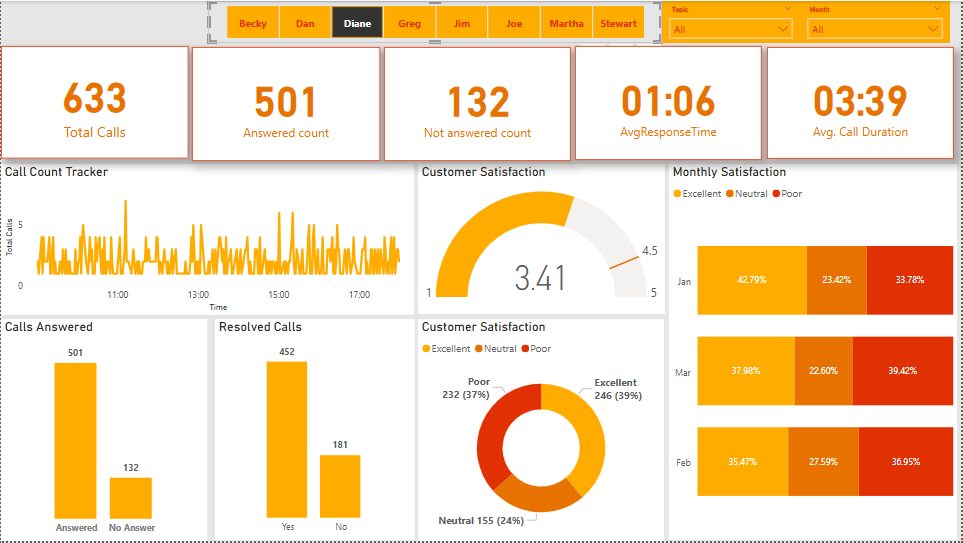 Becky Dan Diane Greg Jim Joe Martha Stewart
Topic
All
Month
All
633
Total Calls
501
Answered count
132
Not answered count
01:06
AvgResponseTime
03:39
Avg. Call Duration
Call Count Tracker
Total Calls
5
0
11:00 13:00 15:00 17:00
Time
Customer Satisfaction
3.41
1
4.5
5
Monthly Satisfaction
Excellent Neutral Poor
Jan 42.79% 23.42% 33.78%
Mar 37.98% 22.60% 39.42%
Feb 35.47% 27.59% 36.95%
Calls Answered
501
132
Answered No Answer
Resolved Calls
452
181
Yes No
Customer Satisfaction
Excellent Neutral Poor
Poor
232 (37%)
Excellent
246 (39%)
Neutral 155 (24%)